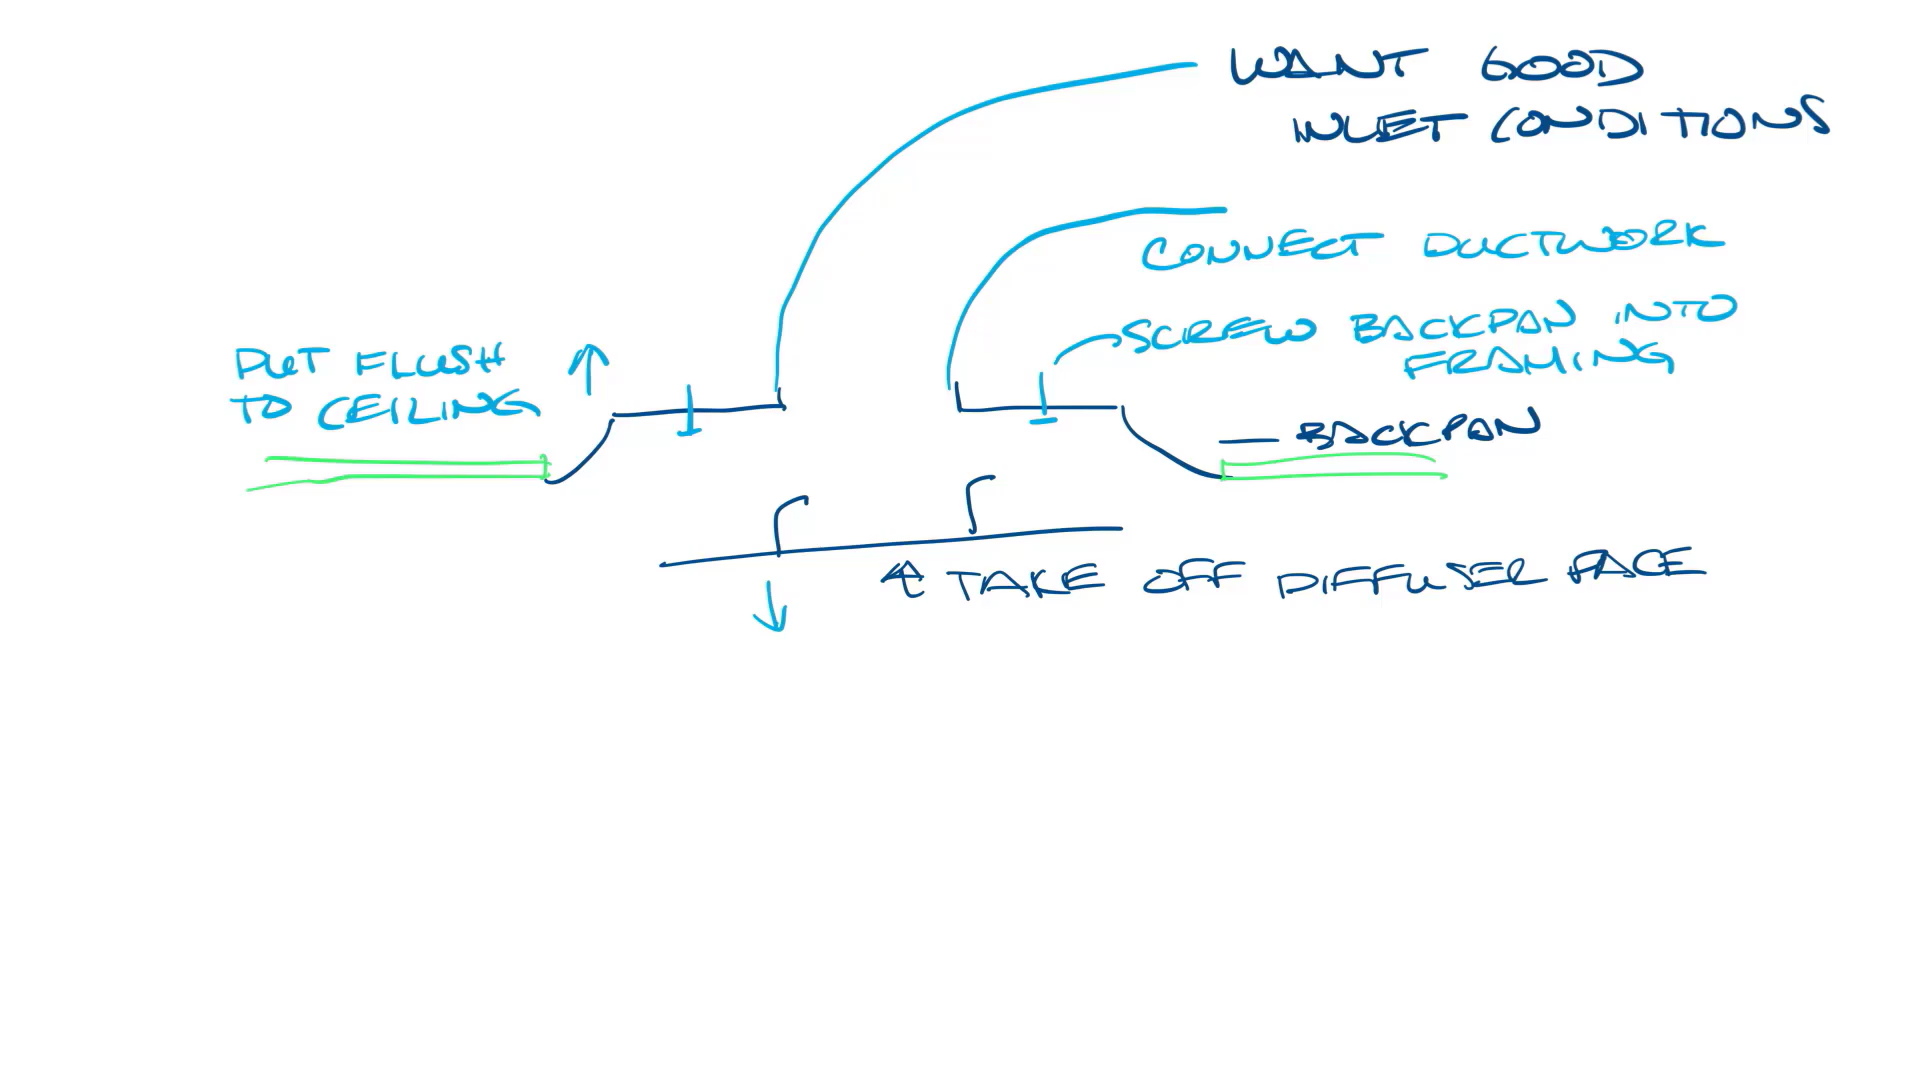 WANT GOOD
INLET CONDITIONS
CONNECT DUCTWORK
SCREW BACKPAN INTO
FRAMING
PUT FLUSH
TO CEILING
BACKPAN
TAKE OFF DIFFUSER FACE